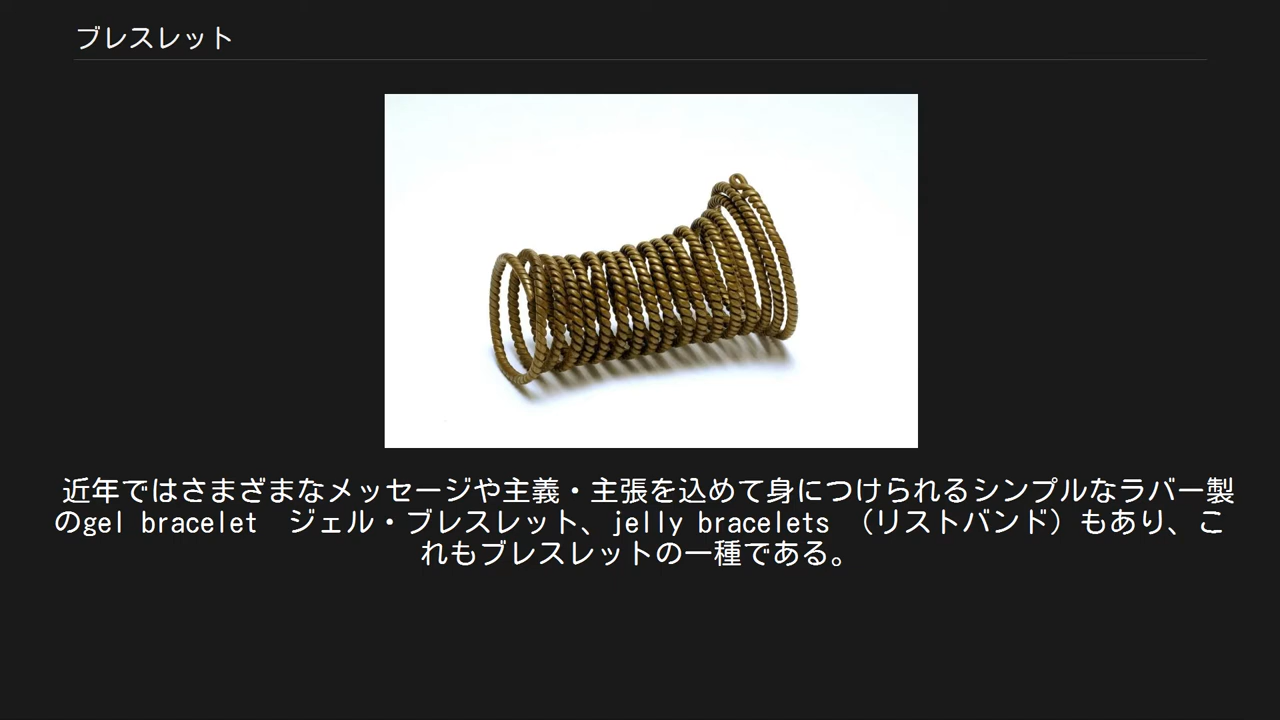 ブレスレット
近年ではさまざまなメッセージや主義・主張を込めて身につけられるシンプルなラバー製
のgel bracelet　ジェル・ブレスレット、jelly bracelets （リストバンド）もあり、こ
れもブレスレットの一種である。